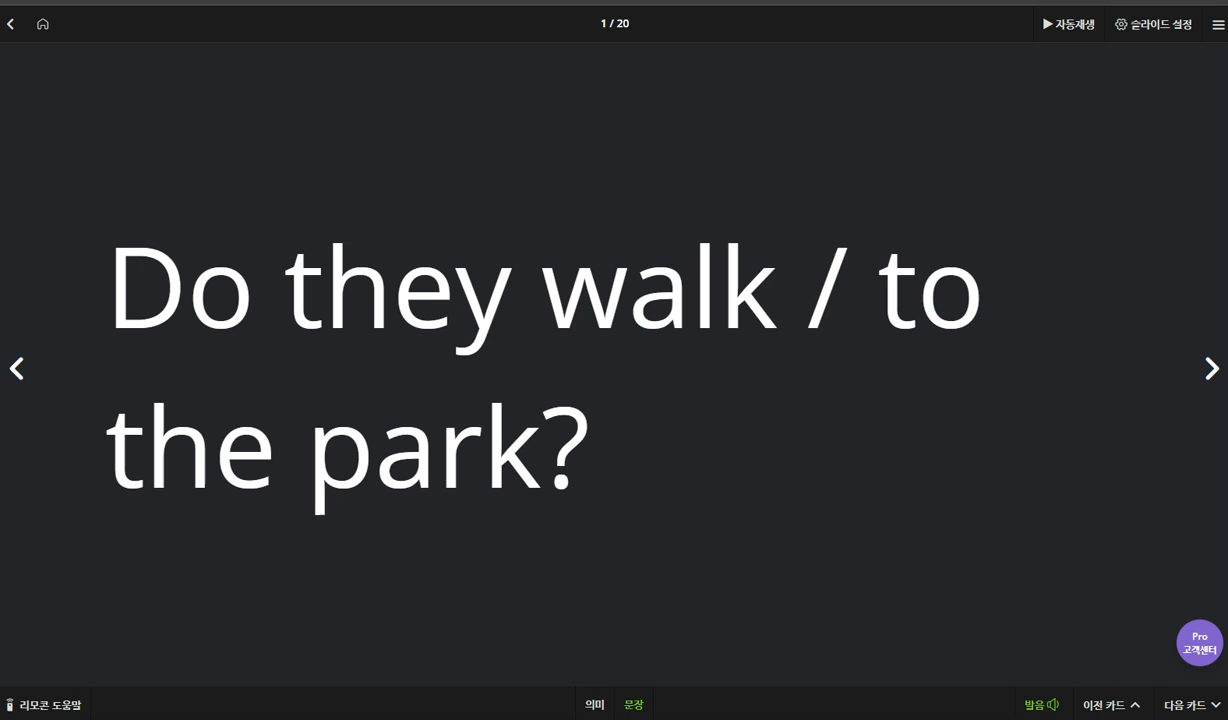 1 / 20
자동재생
슬라이드 설정
Do they walk / to
the park?
Pro
고객센터
리모콘 도움말
의미
문장
발음
이전 카드
다음 카드